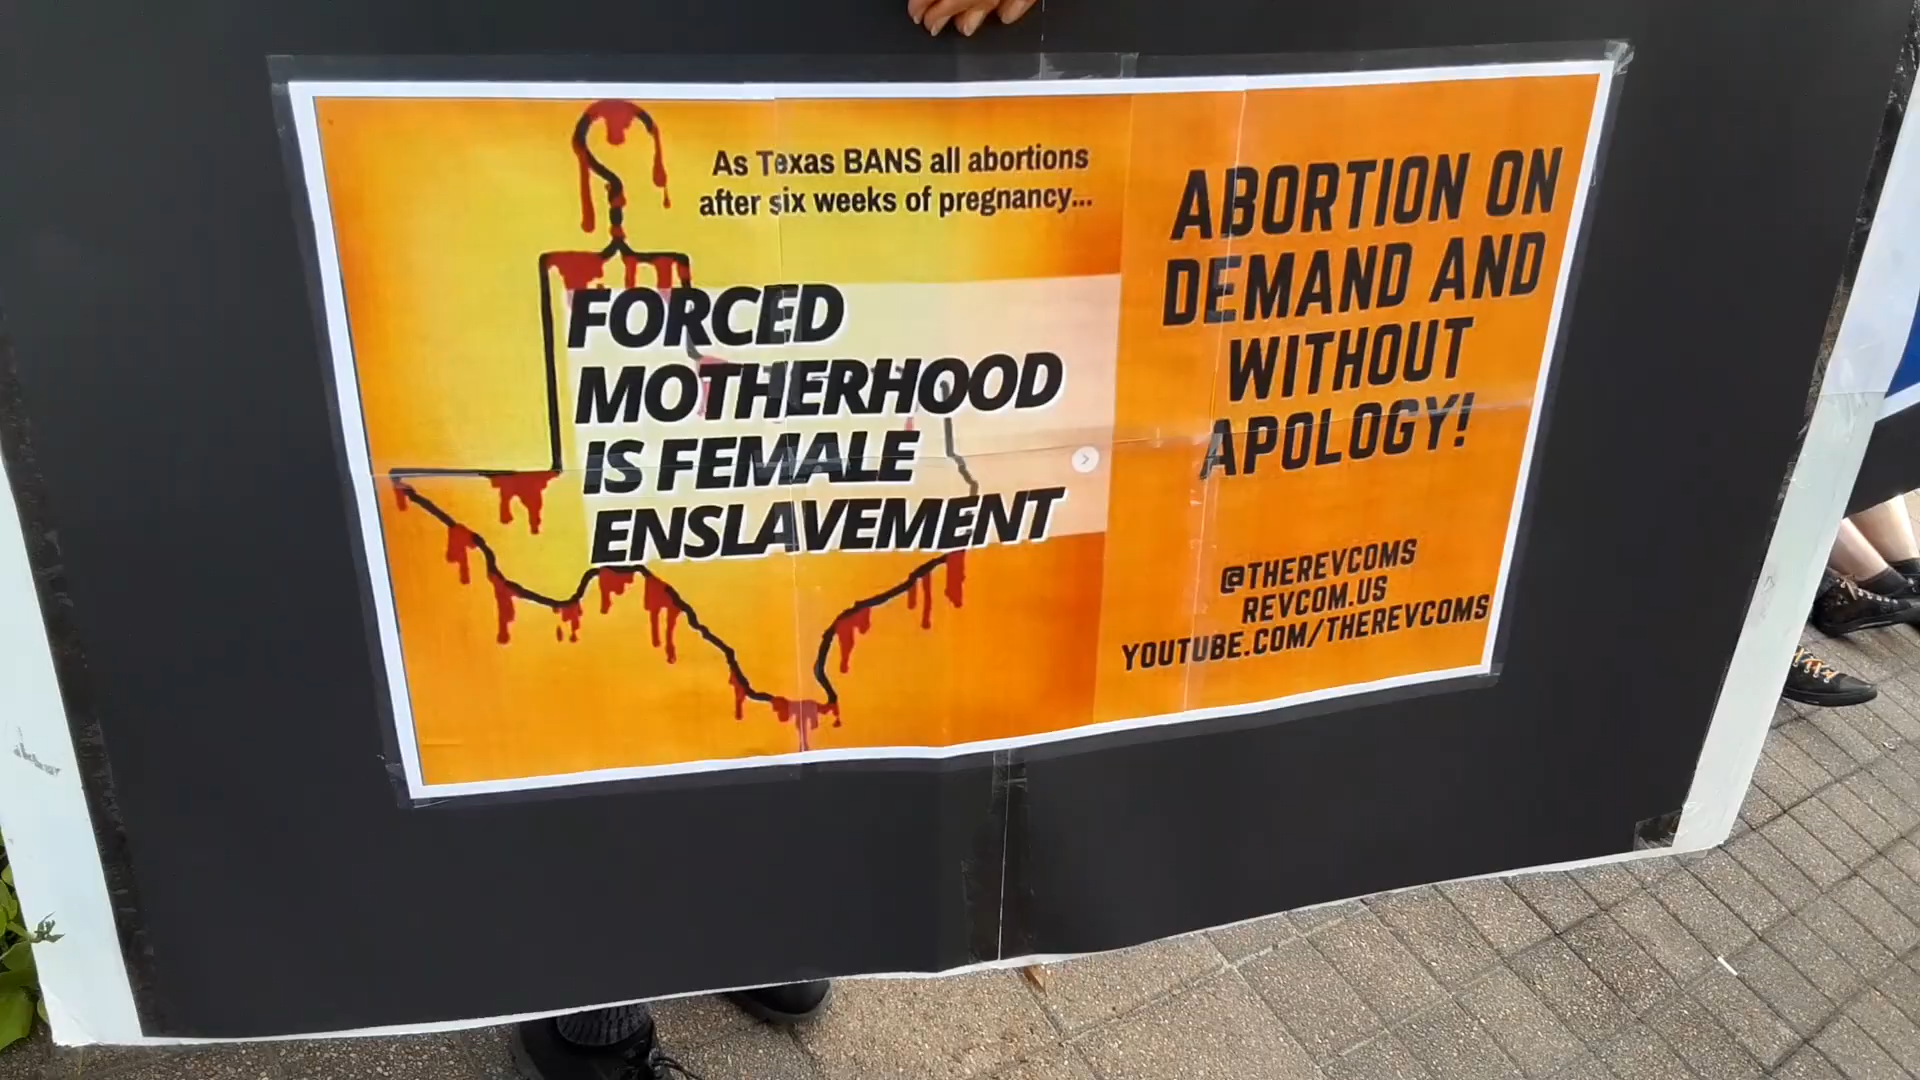 As Texas BANS all abortions
after six weeks of pregnancy...
FORCED
MOTHERHOOD
IS FEMALE
ENSLAVEMENT
ABORTION ON
DEMAND AND
WITHOUT
APOLOGY!
@THEREVCOMS
REVCOM.US
YOUTUBE.COM/THEREVCOMS